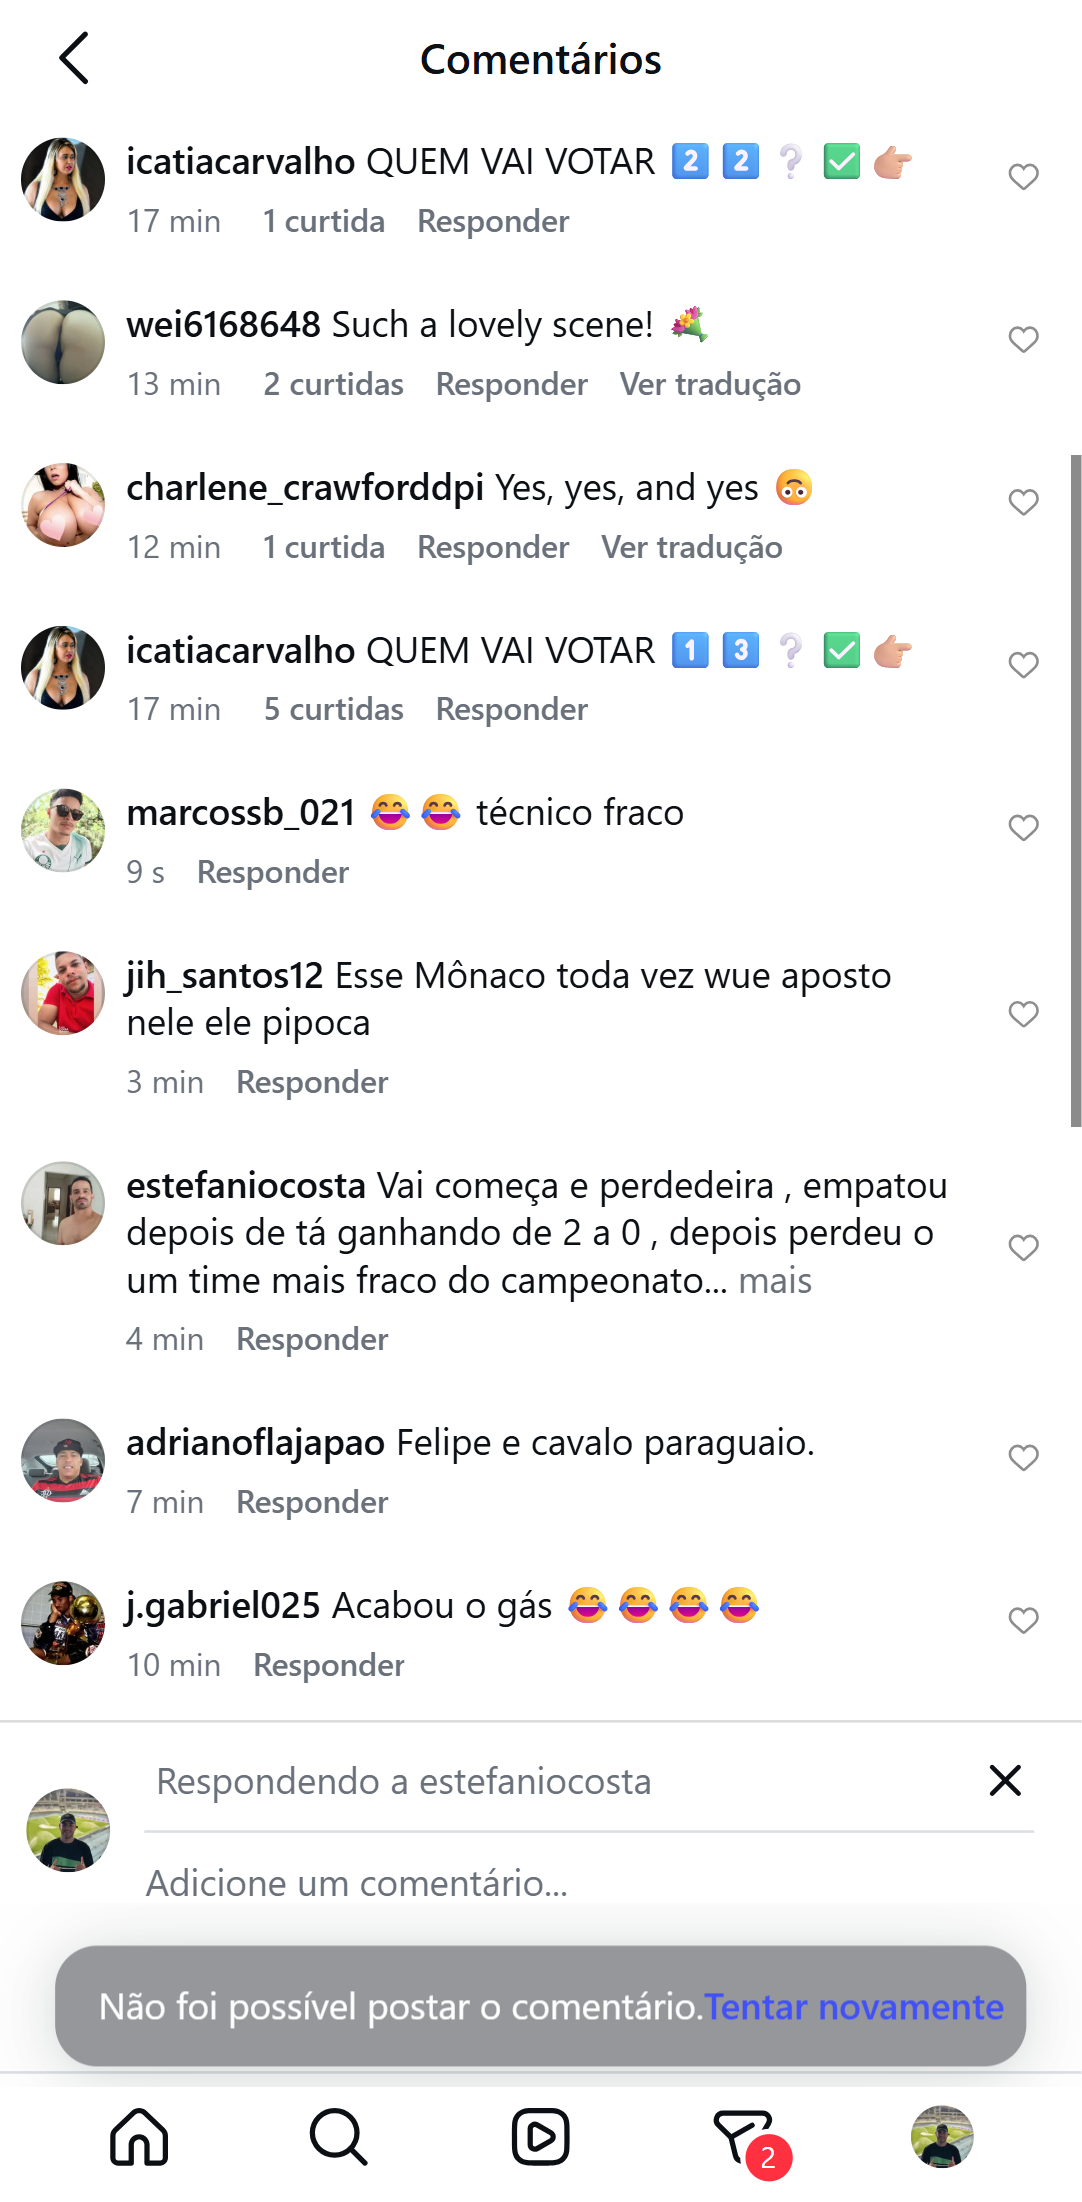 Comentários
icatiacarvalho QUEM VAI VOTAR 2️⃣ 2️⃣ ❔ ✅ 👉🏼
17 min 1 curtida Responder
wei6168648 Such a lovely scene! 💐
13 min 2 curtidas Responder Ver tradução
charlene_crawforddpi Yes, yes, and yes 🙃
12 min 1 curtida Responder Ver tradução
icatiacarvalho QUEM VAI VOTAR 1️⃣ 3️⃣ ❔ ✅ 👉🏼
17 min 5 curtidas Responder
marcossb_021 😂 😂 técnico fraco
9 s Responder
jih_santos12 Esse Mônaco toda vez wue aposto
nele ele pipoca
3 min Responder
estefaniocosta Vai começa e perdedeira , empatou
depois de tá ganhando de 2 a 0 , depois perdeu o
um time mais fraco do campeonato... mais
4 min Responder
adrianoflajapao Felipe e cavalo paraguaio.
7 min Responder
j.gabriel025 Acabou o gás 😂 😂 😂 😂
10 min Responder
Respondendo a estefaniocosta
Adicione um comentário...
Não foi possível postar o comentário.Tentar novamente
2